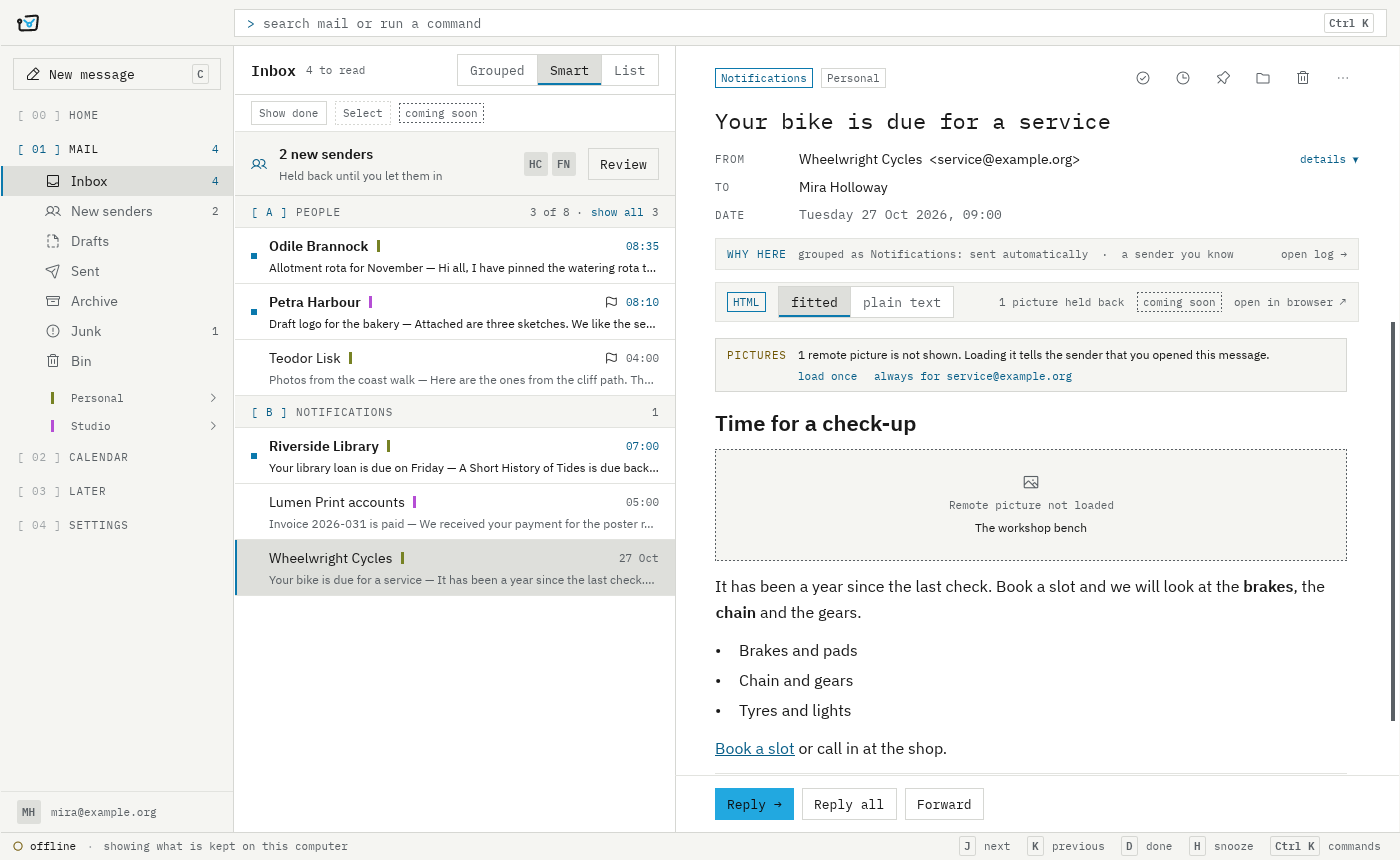 > search mail or run a command
Ctrl K
New message
C
[ 00 ] HOME
[ 01 ] MAIL 4
Inbox 4
New senders 2
Drafts
Sent
Archive
Junk 1
Bin
Personal
Studio
[ 02 ] CALENDAR
[ 03 ] LATER
[ 04 ] SETTINGS
MH mira@example.org
Inbox 4 to read
Grouped Smart List
Show done Select coming soon
2 new senders
Held back until you let them in
HC FN Review
[ A ] PEOPLE 3 of 8 · show all 3
Odile Brannock 08:35
Allotment rota for November — Hi all, I have pinned the watering rota t…
Petra Harbour 08:10
Draft logo for the bakery — Attached are three sketches. We like the se…
Teodor Lisk 04:00
Photos from the coast walk — Here are the ones from the cliff path. Th…
[ B ] NOTIFICATIONS 1
Riverside Library 07:00
Your library loan is due on Friday — A Short History of Tides is due back…
Lumen Print accounts 05:00
Invoice 2026-031 is paid — We received your payment for the poster r…
Wheelwright Cycles 27 Oct
Your bike is due for a service — It has been a year since the last check.…
Notifications Personal
Your bike is due for a service
FROM Wheelwright Cycles <service@example.org> details ▾
TO Mira Holloway
DATE Tuesday 27 Oct 2026, 09:00
WHY HERE grouped as Notifications: sent automatically · a sender you know open log →
HTML fitted plain text 1 picture held back coming soon open in browser ↗
PICTURES 1 remote picture is not shown. Loading it tells the sender that you opened this message.
load once always for service@example.org
Time for a check-up
Remote picture not loaded
The workshop bench
It has been a year since the last check. Book a slot and we will look at the brakes, the
chain and the gears.
• Brakes and pads
• Chain and gears
• Tyres and lights
Book a slot or call in at the shop.
Reply → Reply all Forward
offline · showing what is kept on this computer
J next K previous D done H snooze Ctrl K commands